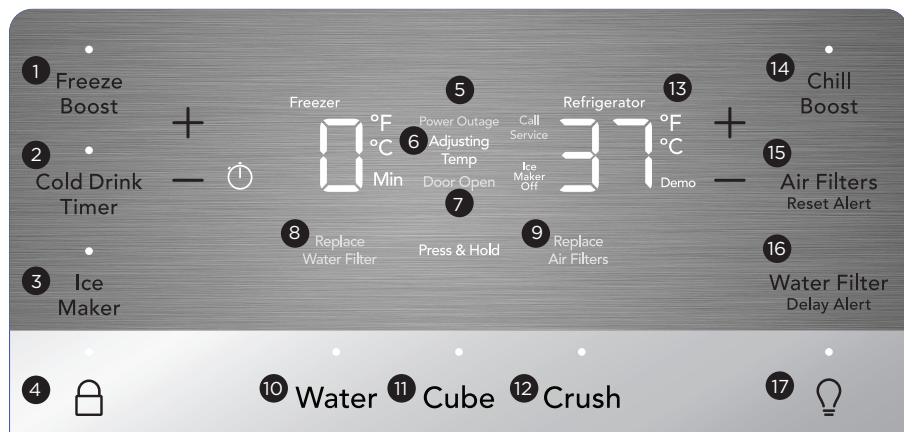 1
Freeze
Boost
2
Cold Drink
Timer
3
Ice
Maker
4
+
−
Freezer
0
°F
°C
Min
5
Power Outage
6
Adjusting
Temp
Door Open
7
Call
Service
Ice
Maker
Off
Refrigerator
13
37
°F
°C
Demo
+
−
8
Replace
Water Filter
Press & Hold
9
Replace
Air Filters
14
Chill
Boost
15
Air Filters
Reset Alert
16
Water Filter
Delay Alert
10 Water
11 Cube
12 Crush
17